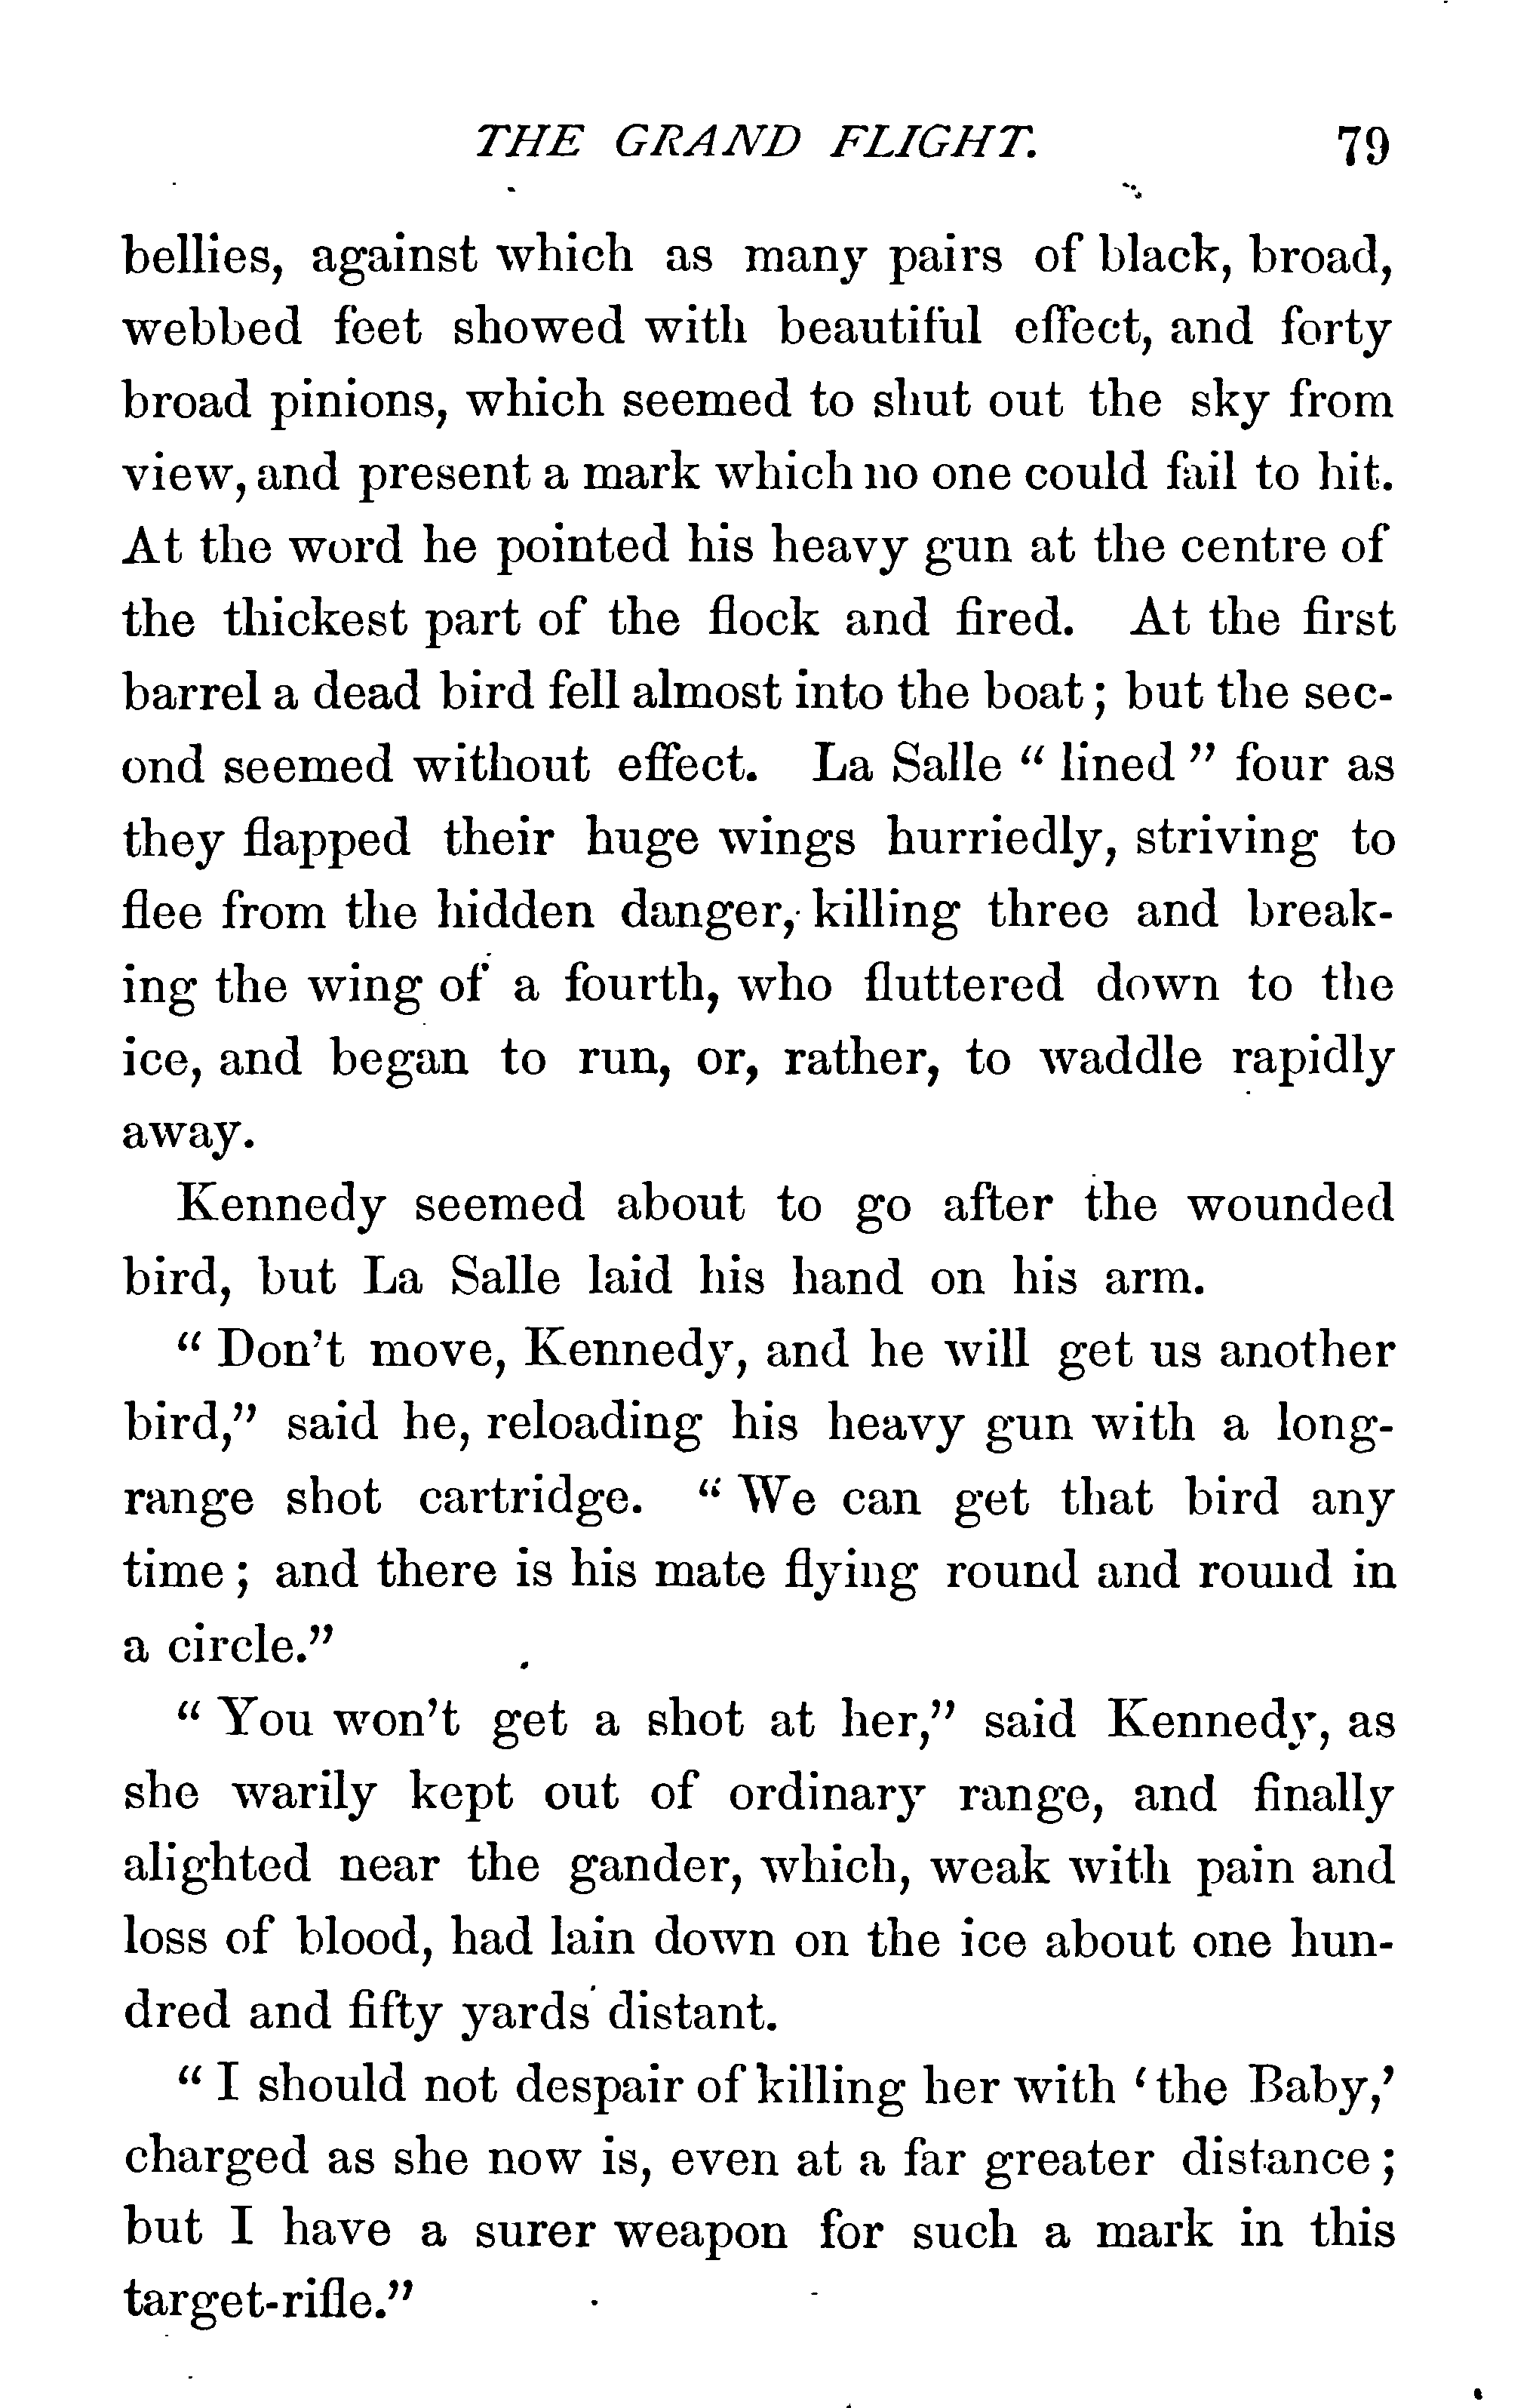 THE GRAND FLIGHT. 79
bellies, against which as many pairs of black, broad,
webbed feet showed with beautiful effect, and forty
broad pinions, which seemed to shut out the sky from
view, and present a mark which no one could fail to hit.
At the word he pointed his heavy gun at the centre of
the thickest part of the flock and fired. At the first
barrel a dead bird fell almost into the boat; but the sec-
ond seemed without effect. La Salle "lined" four as
they flapped their huge wings hurriedly, striving to
flee from the hidden danger, killing three and break-
ing the wing of a fourth, who fluttered down to the
ice, and began to run, or, rather, to waddle rapidly
away.
Kennedy seemed about to go after the wounded
bird, but La Salle laid his hand on his arm.
"Don't move, Kennedy, and he will get us another
bird," said he, reloading his heavy gun with a long-
range shot cartridge. "We can get that bird any
time; and there is his mate flying round and round in
a circle."
"You won't get a shot at her," said Kennedy, as
she warily kept out of ordinary range, and finally
alighted near the gander, which, weak with pain and
loss of blood, had lain down on the ice about one hun-
dred and fifty yards distant.
"I should not despair of killing her with 'the Baby,'
charged as she now is, even at a far greater distance;
but I have a surer weapon for such a mark in this
target-rifle."